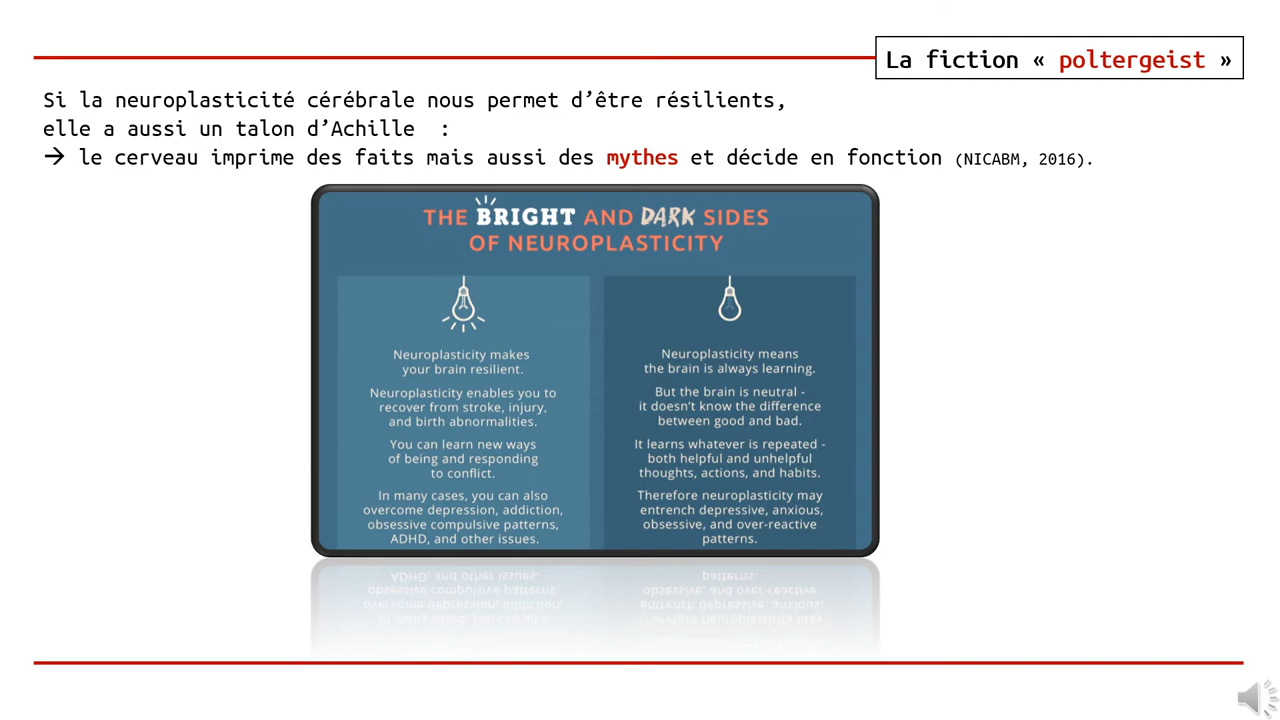 La fiction « poltergeist »
Si la neuroplasticité cérébrale nous permet d’être résilients,
elle a aussi un talon d’Achille :
→ le cerveau imprime des faits mais aussi des mythes et décide en fonction (NICABM, 2016).
THE BRIGHT AND DARK SIDES
OF NEUROPLASTICITY
Neuroplasticity makes
your brain resilient.
Neuroplasticity enables you to
recover from stroke, injury,
and birth abnormalities.
You can learn new ways
of being and responding
to conflict.
In many cases, you can also
overcome depression, addiction,
obsessive compulsive patterns,
ADHD, and other issues.
Neuroplasticity means
the brain is always learning.
But the brain is neutral -
it doesn’t know the difference
between good and bad.
It learns whatever is repeated -
both helpful and unhelpful
thoughts, actions, and habits.
Therefore neuroplasticity may
entrench depressive, anxious,
obsessive, and over-reactive
patterns.